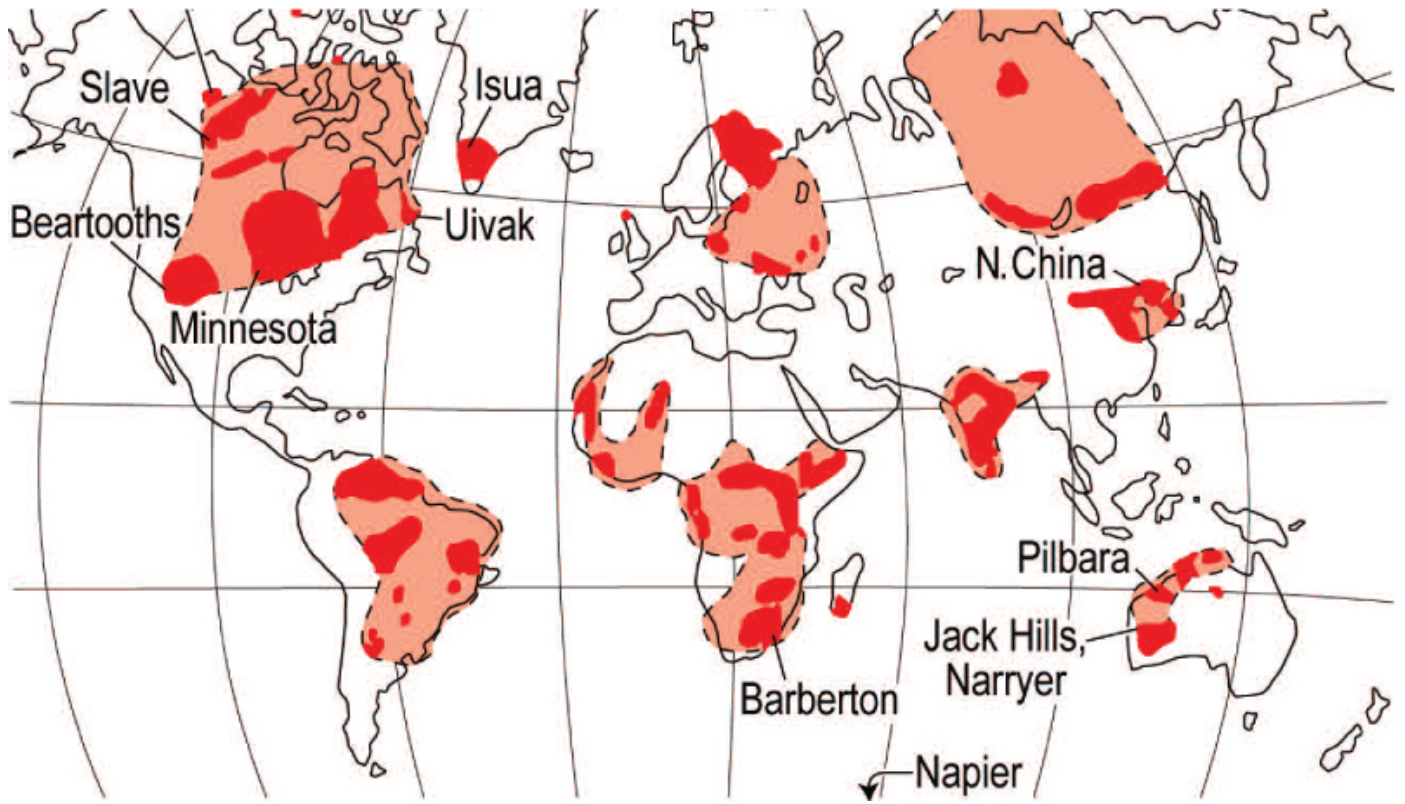 Slave
Isua
Beartooths
Uivak
N.China
Minnesota
Pilbara
Jack Hills,
Narryer
Barberton
Napier